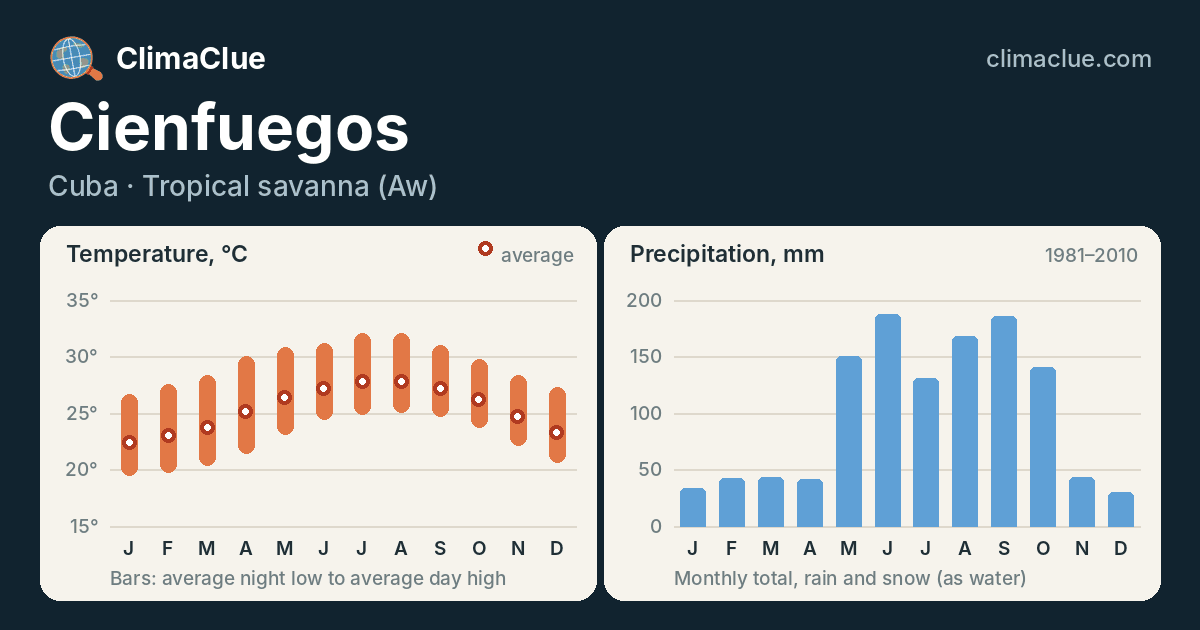 ClimaClue
climaclue.com
Cienfuegos
Cuba · Tropical savanna (Aw)
Temperature, °C
average
35°
30°
25°
20°
15°
J F M A M J J A S O N D
Bars: average night low to average day high
Precipitation, mm
1981–2010
200
150
100
50
0
J F M A M J J A S O N D
Monthly total, rain and snow (as water)